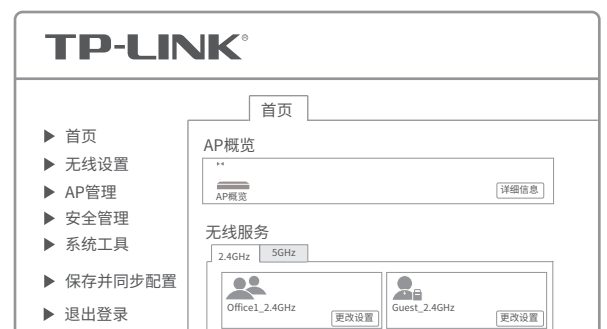 TP-LINK®
首页
▶ 首页
▶ 无线设置
▶ AP管理
▶ 安全管理
▶ 系统工具
▶ 保存并同步配置
▶ 退出登录
AP概览
AP概览
详细信息
无线服务
2.4GHz
5GHz
Office1_2.4GHz
更改设置
Guest_2.4GHz
更改设置